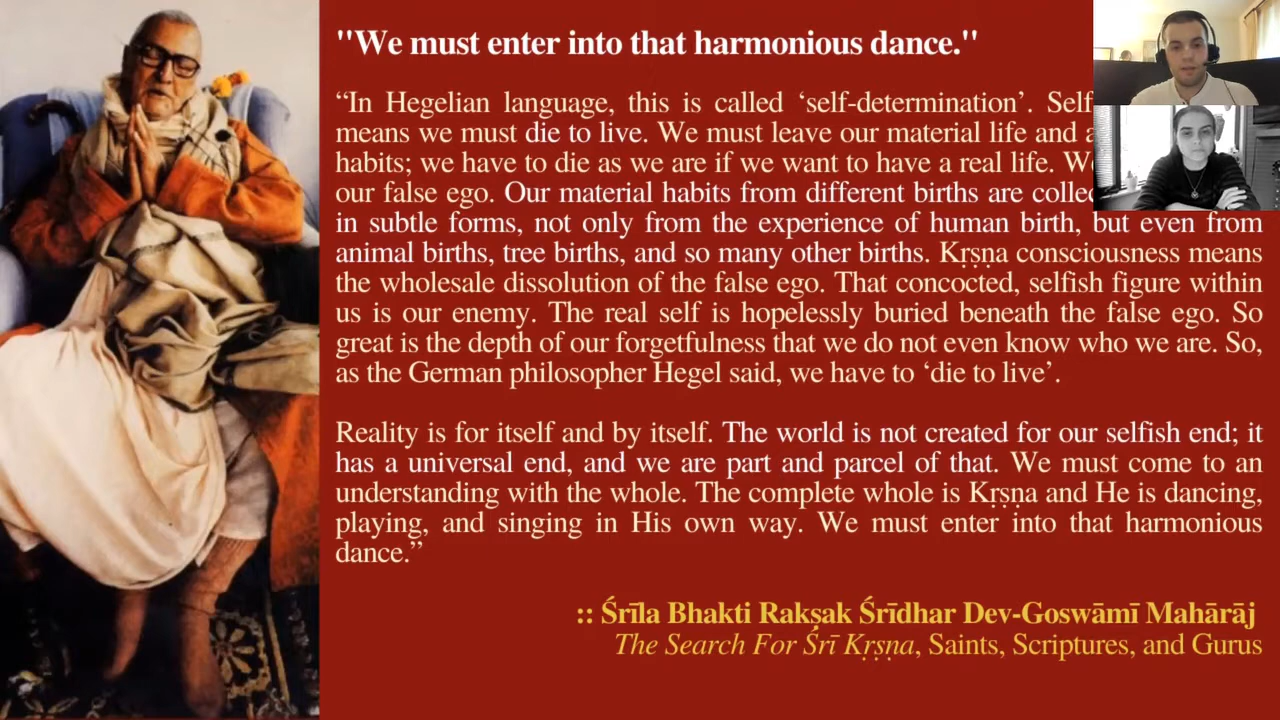 "We must enter into that harmonious dance."
“In Hegelian language, this is called ‘self-determination’. Self
means we must die to live. We must leave our material life and a
habits; we have to die as we are if we want to have a real life. We
our false ego. Our material habits from different births are collec
in subtle forms, not only from the experience of human birth, but even from
animal births, tree births, and so many other births. Kṛṣṇa consciousness means
the wholesale dissolution of the false ego. That concocted, selfish figure within
us is our enemy. The real self is hopelessly buried beneath the false ego. So
great is the depth of our forgetfulness that we do not even know who we are. So,
as the German philosopher Hegel said, we have to ‘die to live’.
Reality is for itself and by itself. The world is not created for our selfish end; it
has a universal end, and we are part and parcel of that. We must come to an
understanding with the whole. The complete whole is Kṛṣṇa and He is dancing,
playing, and singing in His own way. We must enter into that harmonious
dance.”
:: Śrīla Bhakti Rakṣak Śrīdhar Dev-Goswāmī Mahārāj
The Search For Śrī Kṛṣṇa, Saints, Scriptures, and Gurus